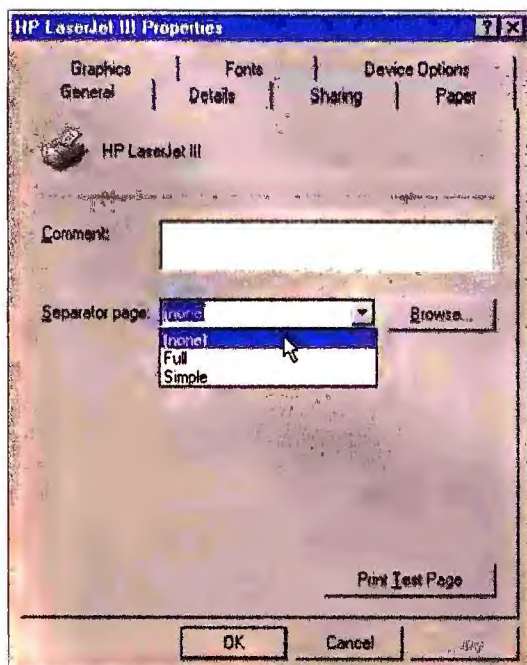 HP LaserJet III Properties
Graphics Fonts Device Options
General Details Sharing Paper
HP LaserJet III
Comment:
Separator page: (none) Browse...
(none)
Full
Simple
Print Test Page
OK Cancel